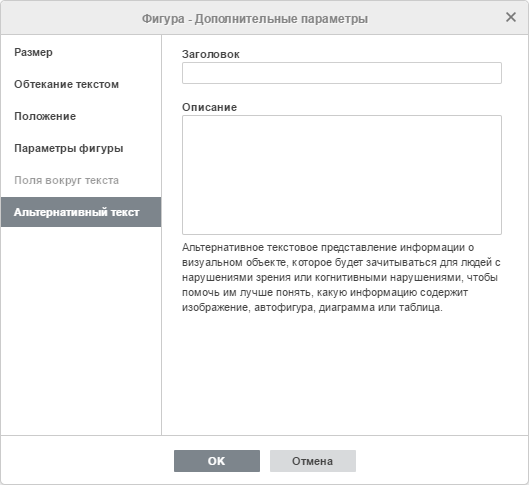 Фигура - Дополнительные параметры
Размер
Обтекание текстом
Положение
Параметры фигуры
Поля вокруг текста
Альтернативный текст
Заголовок
Описание
Альтернативное текстовое представление информации о
визуальном объекте, которое будет зачитываться для людей с
нарушениями зрения или когнитивными нарушениями, чтобы
помочь им лучше понять, какую информацию содержит
изображение, автофигура, диаграмма или таблица.
OK
Отмена